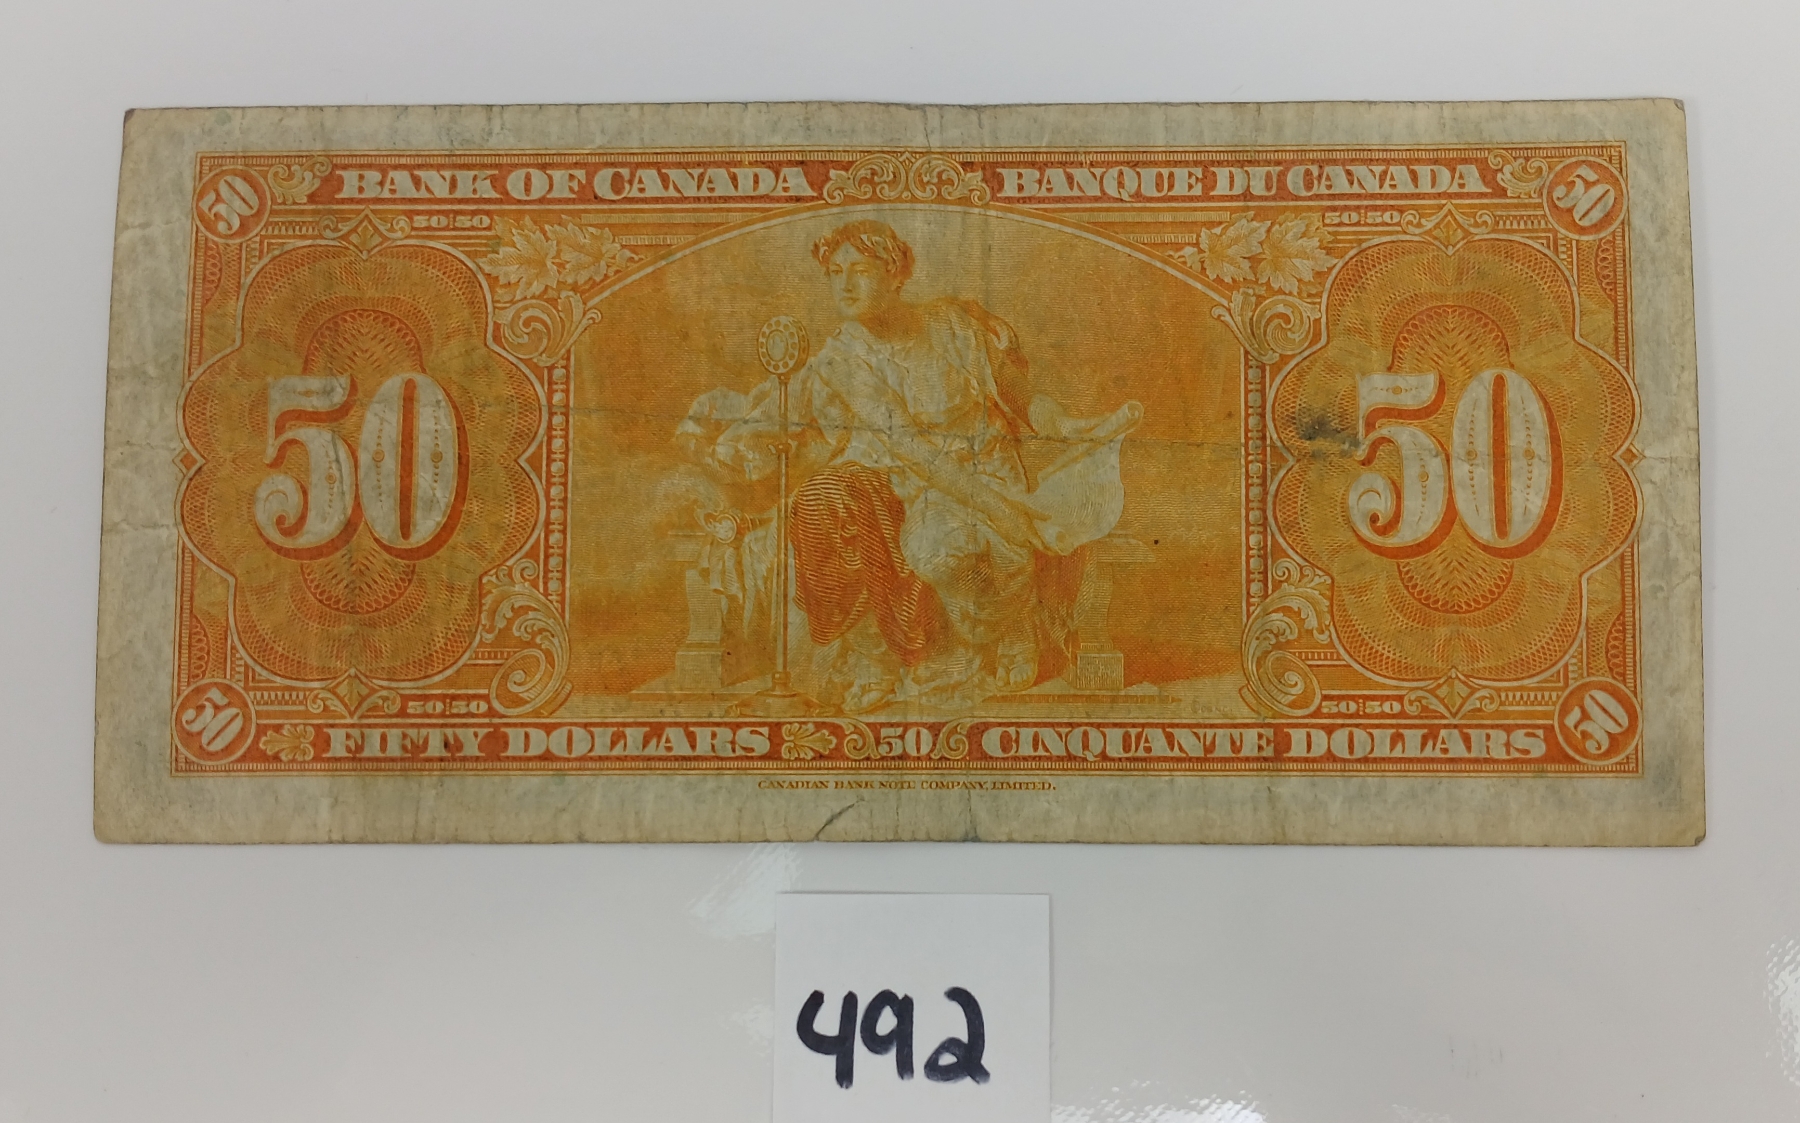 50 BANK OF CANADA BANQUE DU CANADA 50
50 50 50 50
50 50
50 50 50 50
50 FIFTY DOLLARS 50 CINQUANTE DOLLARS 50
CANADIAN BANK NOTE COMPANY, LIMITED.
492